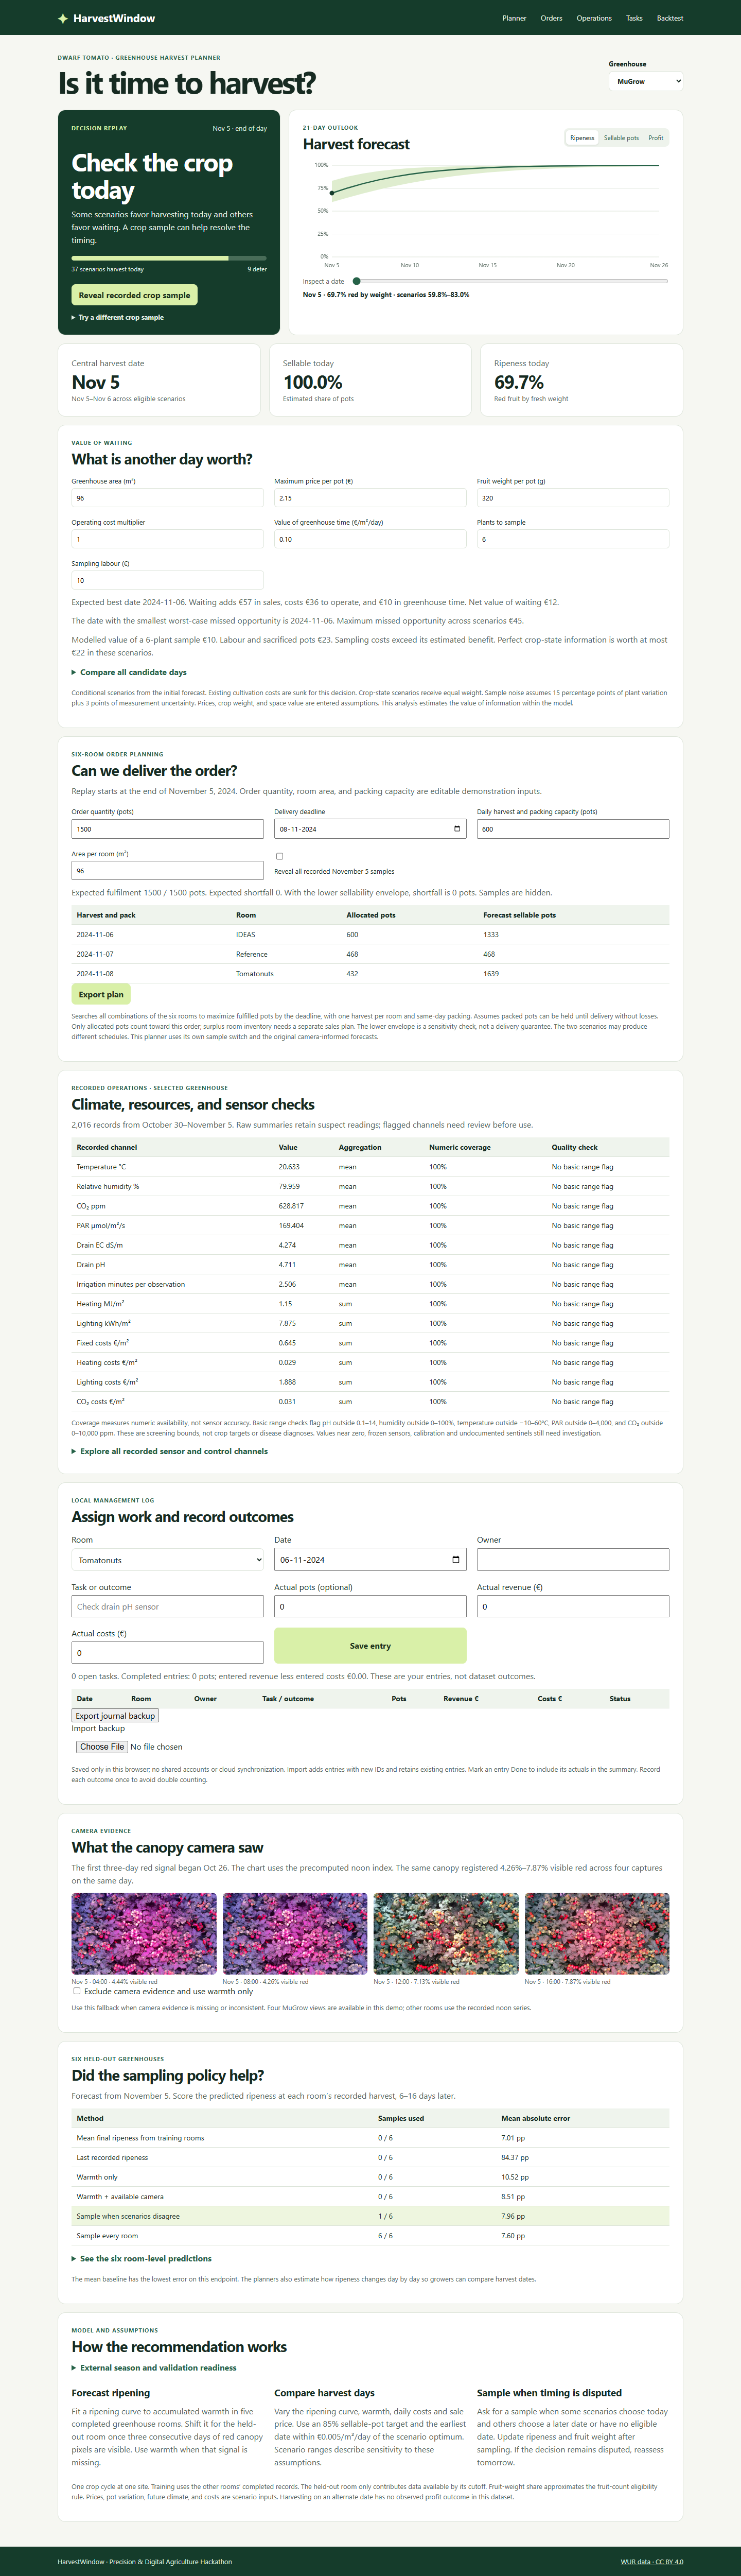 HarvestWindow
Planner
Orders
Operations
Tasks
Backtest
DWARF TOMATO · GREENHOUSE HARVEST PLANNER
Is it time to harvest?
Greenhouse
MuGrow
DECISION REPLAY
Nov 5 · end of day
Check the crop
today
Some scenarios favor harvesting today and others
favor waiting. A crop sample can help resolve the
timing.
37 scenarios harvest today
9 defer
Reveal recorded crop sample
Try a different crop sample
21-DAY OUTLOOK
Harvest forecast
Ripeness
Sellable pots
Profit
100%
75%
50%
25%
0%
Nov 5
Nov 10
Nov 15
Nov 20
Nov 26
Inspect a date
Nov 5 · 69.7% red by weight · scenarios 59.8%–83.0%
Central harvest date
Nov 5
Nov 5–Nov 6 across eligible scenarios
Sellable today
100.0%
Estimated share of pots
Ripeness today
69.7%
Red fruit by fresh weight
VALUE OF WAITING
What is another day worth?
Greenhouse area (m²)
Maximum price per pot (€)
Fruit weight per pot (g)
96
2.15
320
Operating cost multiplier
Value of greenhouse time (€/m²/day)
Plants to sample
1
0.10
6
Sampling labour (€)
10
Expected best date 2024-11-06. Waiting adds €57 in sales, costs €36 to operate, and €10 in greenhouse time. Net value of waiting €12.
The date with the smallest worst-case missed opportunity is 2024-11-06. Maximum missed opportunity across scenarios €45.
Modelled value of a 6-plant sample €10. Labour and sacrificed pots €23. Sampling costs exceed its estimated benefit. Perfect crop-state information is worth at most
€22 in these scenarios.
Compare all candidate days
Conditional scenarios from the initial forecast. Existing cultivation costs are sunk for this decision. Crop-state scenarios receive equal weight. Sample noise assumes 15 percentage points of plant variation
plus 3 points of measurement uncertainty. Prices, crop weight, and space value are entered assumptions. This analysis estimates the value of information within the model.
SIX-ROOM ORDER PLANNING
Can we deliver the order?
Replay starts at the end of November 5, 2024. Order quantity, room area, and packing capacity are editable demonstration inputs.
Order quantity (pots)
Delivery deadline
Daily harvest and packing capacity (pots)
1500
08-11-2024
600
Area per room (m²)
96
Reveal all recorded November 5 samples
Expected fulfilment 1500 / 1500 pots. Expected shortfall 0. With the lower sellability envelope, shortfall is 0 pots. Samples are hidden.
Harvest and pack Room Allocated pots Forecast sellable pots
2024-11-06 IDEAS 600 1333
2024-11-07 Reference 468 468
2024-11-08 Tomatonuts 432 1639
Export plan
Searches all combinations of the six rooms to maximize fulfilled pots by the deadline, with one harvest per room and same-day packing. Assumes packed pots can be held until delivery without losses.
Only allocated pots count toward this order; surplus room inventory needs a separate sales plan. The lower envelope is a sensitivity check, not a delivery guarantee. The two scenarios may produce
different schedules. This planner uses its own sample switch and the original camera-informed forecasts.
RECORDED OPERATIONS · SELECTED GREENHOUSE
Climate, resources, and sensor checks
2,016 records from October 30–November 5. Raw summaries retain suspect readings; flagged channels need review before use.
Recorded channel Value Aggregation Numeric coverage Quality check
Temperature °C 20.633 mean 100% No basic range flag
Relative humidity % 79.959 mean 100% No basic range flag
CO₂ ppm 628.817 mean 100% No basic range flag
PAR µmol/m²/s 169.404 mean 100% No basic range flag
Drain EC dS/m 4.274 mean 100% No basic range flag
Drain pH 4.711 mean 100% No basic range flag
Irrigation minutes per observation 2.506 mean 100% No basic range flag
Heating MJ/m² 1.15 sum 100% No basic range flag
Lighting kWh/m² 7.875 sum 100% No basic range flag
Fixed costs €/m² 0.645 sum 100% No basic range flag
Heating costs €/m² 0.029 sum 100% No basic range flag
Lighting costs €/m² 1.888 sum 100% No basic range flag
CO₂ costs €/m² 0.031 sum 100% No basic range flag
Coverage measures numeric availability, not sensor accuracy. Basic range checks flag pH outside 0.1–14, humidity outside 0–100%, temperature outside −10–60°C, PAR outside 0–4,000, and CO₂ outside
0–10,000 ppm. These are screening bounds, not crop targets or disease diagnoses. Values near zero, frozen sensors, calibration and undocumented sentinels still need investigation.
Explore all recorded sensor and control channels
LOCAL MANAGEMENT LOG
Assign work and record outcomes
Room
Date
Owner
Tomatonuts
06-11-2024
Task or outcome
Actual pots (optional)
Actual revenue (€)
Check drain pH sensor
0
0
Actual costs (€)
0
Save entry
0 open tasks. Completed entries: 0 pots; entered revenue less entered costs €0.00. These are your entries, not dataset outcomes.
Date Room Owner Task / outcome Pots Revenue € Costs € Status
Export journal backup
Import backup
Choose File No file chosen
Saved only in this browser; no shared accounts or cloud synchronization. Import adds entries with new IDs and retains existing entries. Mark an entry Done to include its actuals in the summary. Record
each outcome once to avoid double counting.
CAMERA EVIDENCE
What the canopy camera saw
The first three-day red signal began Oct 26. The chart uses the precomputed noon index. The same canopy registered 4.26%–7.87% visible red across four captures
on the same day.
Nov 5 · 04:00 · 4.44% visible red
Nov 5 · 08:00 · 4.26% visible red
Nov 5 · 12:00 · 7.13% visible red
Nov 5 · 16:00 · 7.87% visible red
Exclude camera evidence and use warmth only
Use this fallback when camera evidence is missing or inconsistent. Four MuGrow views are available in this demo; other rooms use the recorded noon series.
SIX HELD-OUT GREENHOUSES
Did the sampling policy help?
Forecast from November 5. Score the predicted ripeness at each room's recorded harvest, 6–16 days later.
Method Samples used Mean absolute error
Mean final ripeness from training rooms 0 / 6 7.01 pp
Last recorded ripeness 0 / 6 84.37 pp
Warmth only 0 / 6 10.52 pp
Warmth + available camera 0 / 6 8.51 pp
Sample when scenarios disagree 1 / 6 7.96 pp
Sample every room 6 / 6 7.60 pp
See the six room-level predictions
The mean baseline has the lowest error on this endpoint. The planners also estimate how ripeness changes day by day so growers can compare harvest dates.
MODEL AND ASSUMPTIONS
How the recommendation works
External season and validation readiness
Forecast ripening
Fit a ripening curve to accumulated warmth in five
completed greenhouse rooms. Shift it for the held-
out room once three consecutive days of red canopy
pixels are visible. Use warmth when that signal is
missing.
Compare harvest days
Vary the ripening curve, warmth, daily costs and sale
price. Use an 85% sellable-pot target and the earliest
date within €0.005/m²/day of the scenario optimum.
Scenario ranges describe sensitivity to these
assumptions.
Sample when timing is disputed
Ask for a sample when some scenarios choose today
and others choose a later date or have no eligible
date. Update ripeness and fruit weight after
sampling. If the decision remains disputed, reassess
tomorrow.
One crop cycle at one site. Training uses the other rooms' completed records. The held-out room only contributes data available by its cutoff. Fruit-weight share approximates the fruit-count eligibility
rule. Prices, pot variation, future climate, and costs are scenario inputs. Harvesting on an alternate date has no observed profit outcome in this dataset.
HarvestWindow · Precision & Digital Agriculture Hackathon
WUR data · CC BY 4.0